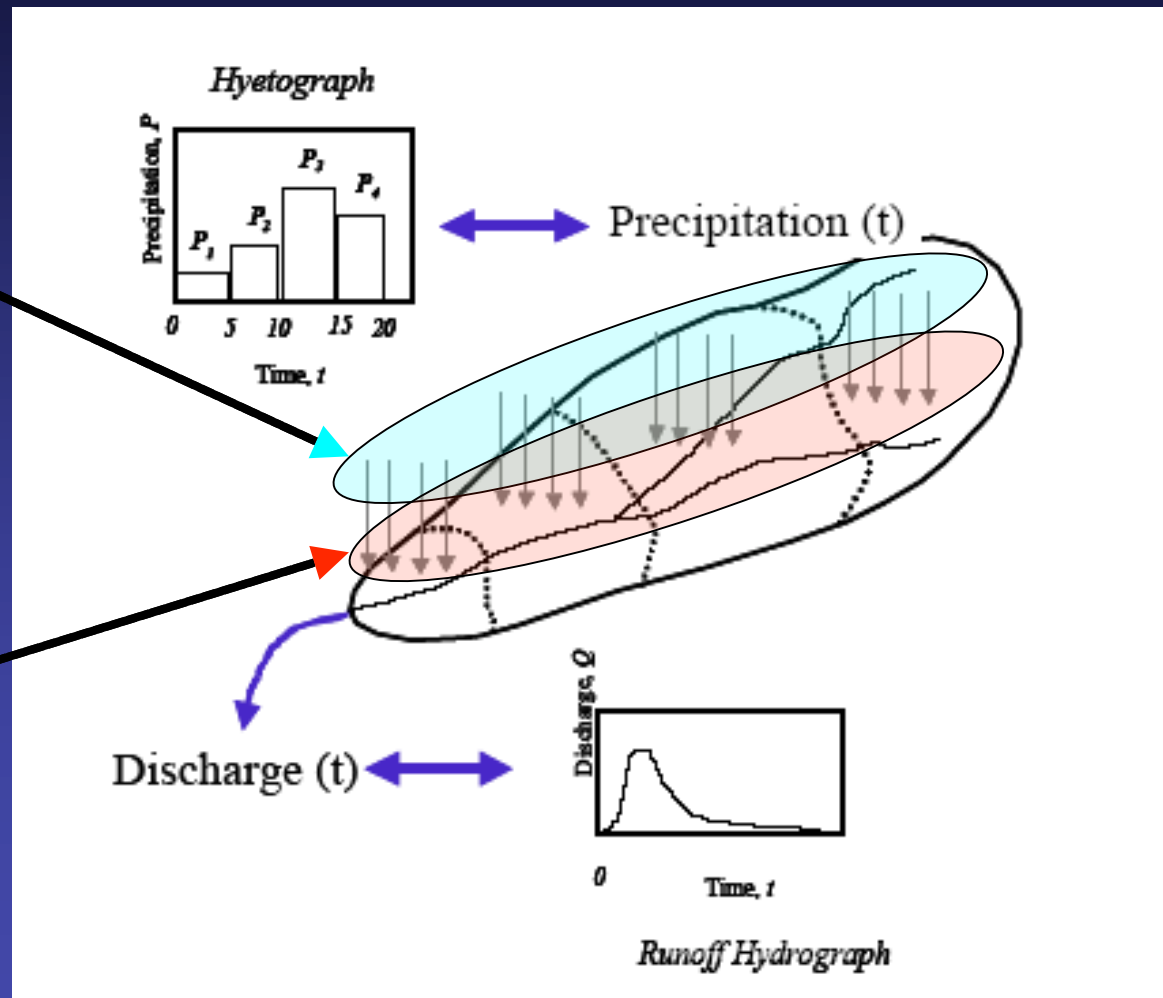 Hyetograph
Precipitation, P
P₁
P₂
P₃
P₄
0 5 10 15 20
Time, t
Precipitation (t)
Discharge (t)
Discharge, Q
0
Time, t
Runoff Hydrograph